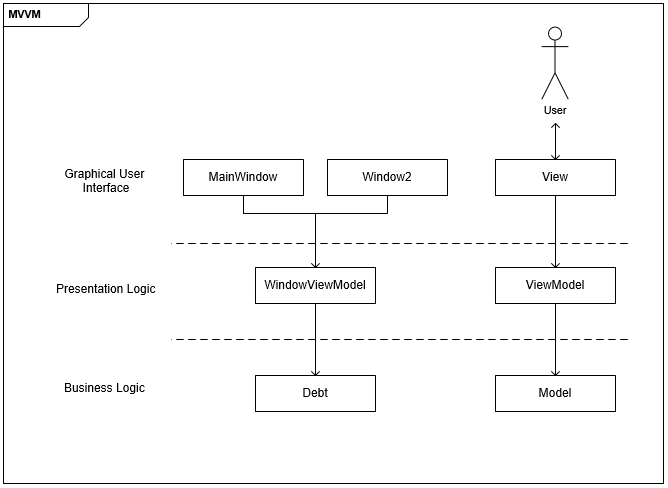 MVVM
User
Graphical User
Interface
MainWindow
Window2
View
Presentation Logic
WindowViewModel
ViewModel
Business Logic
Debt
Model